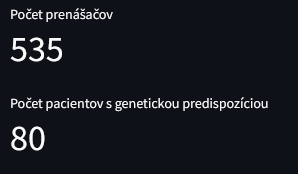 Počet prenášačov
535
Počet pacientov s genetickou predispozíciou
80